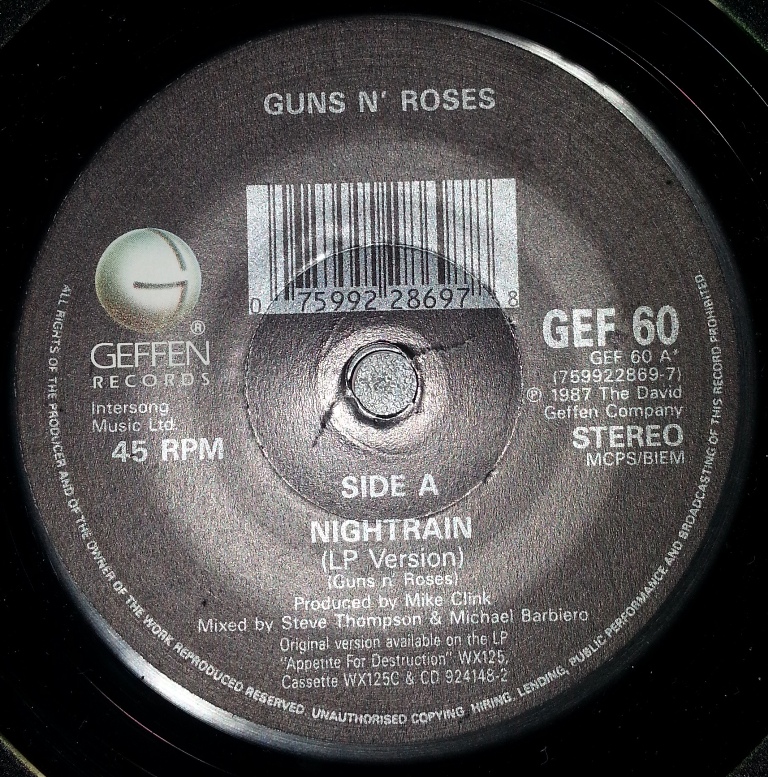 GUNS N' ROSES
0 75992 28697 8
GEFFEN®
RECORDS
Intersong
Music Ltd.
45 RPM
GEF 60
GEF 60 A*
(759922869-7)
℗ 1987 The David
Geffen Company
STEREO
MCPS/BIEM
SIDE A
NIGHTRAIN
(LP Version)
(Guns n' Roses)
Produced by Mike Clink
Mixed by Steve Thompson & Michael Barbiero
Original version available on the LP
"Appetite For Destruction" WX125,
Cassette WX125C & CD 924148-2
ALL RIGHTS OF THE PRODUCER AND OF THE OWNER OF THE WORK REPRODUCED RESERVED. UNAUTHORISED COPYING, HIRING, LENDING, PUBLIC PERFORMANCE AND BROADCASTING OF THIS RECORD PROHIBITED.